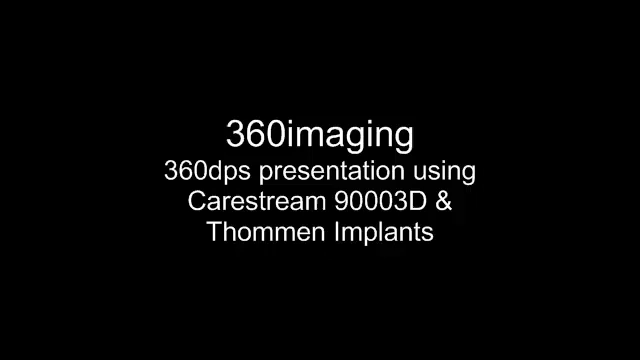 360imaging
360dps presentation using
Carestream 90003D &
Thommen Implants